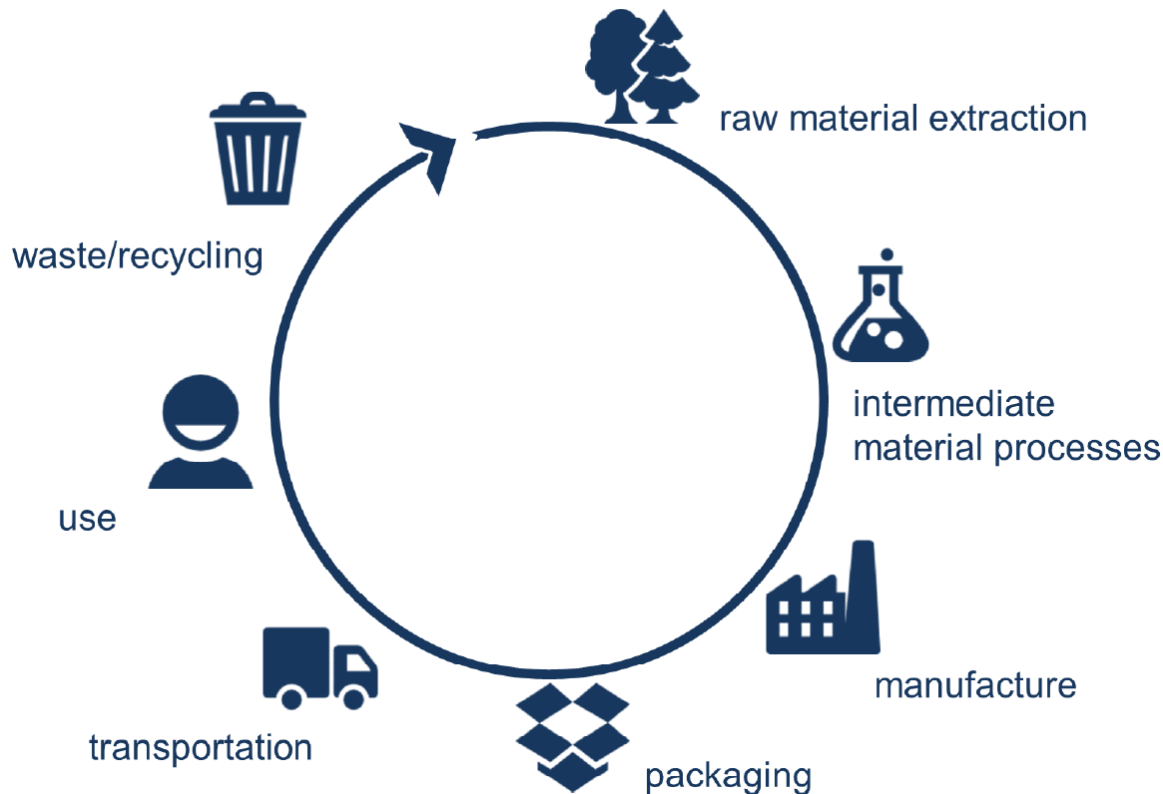 raw material extraction
intermediate
material processes
manufacture
packaging
transportation
use
waste/recycling